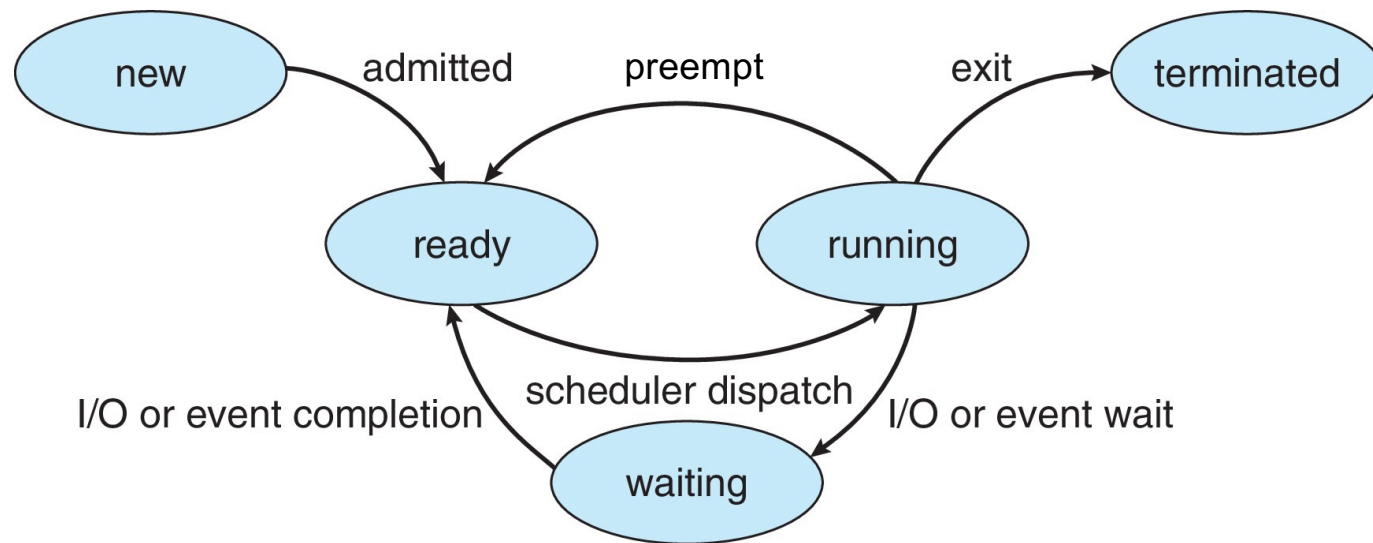 new
admitted
preempt
exit
terminated
ready
running
scheduler dispatch
I/O or event completion
I/O or event wait
waiting